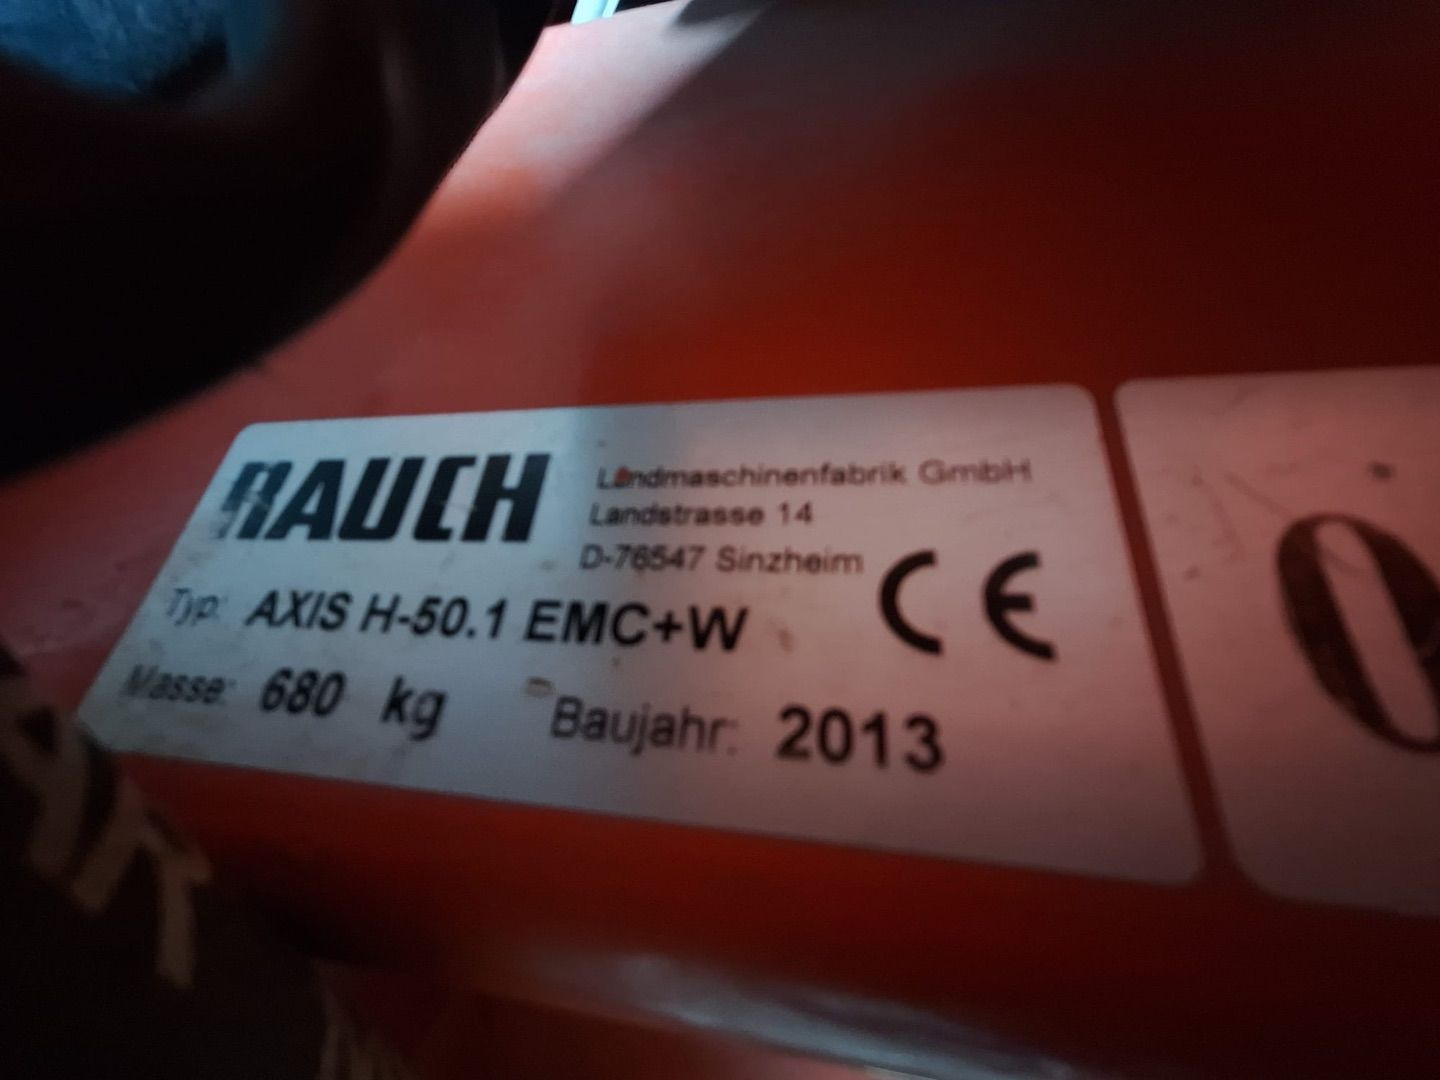 RAUCH
Landmaschinenfabrik GmbH
Landstrasse 14
D-76547 Sinzheim
Typ: AXIS H-50.1 EMC+W
CE
Masse: 680 kg Baujahr: 2013